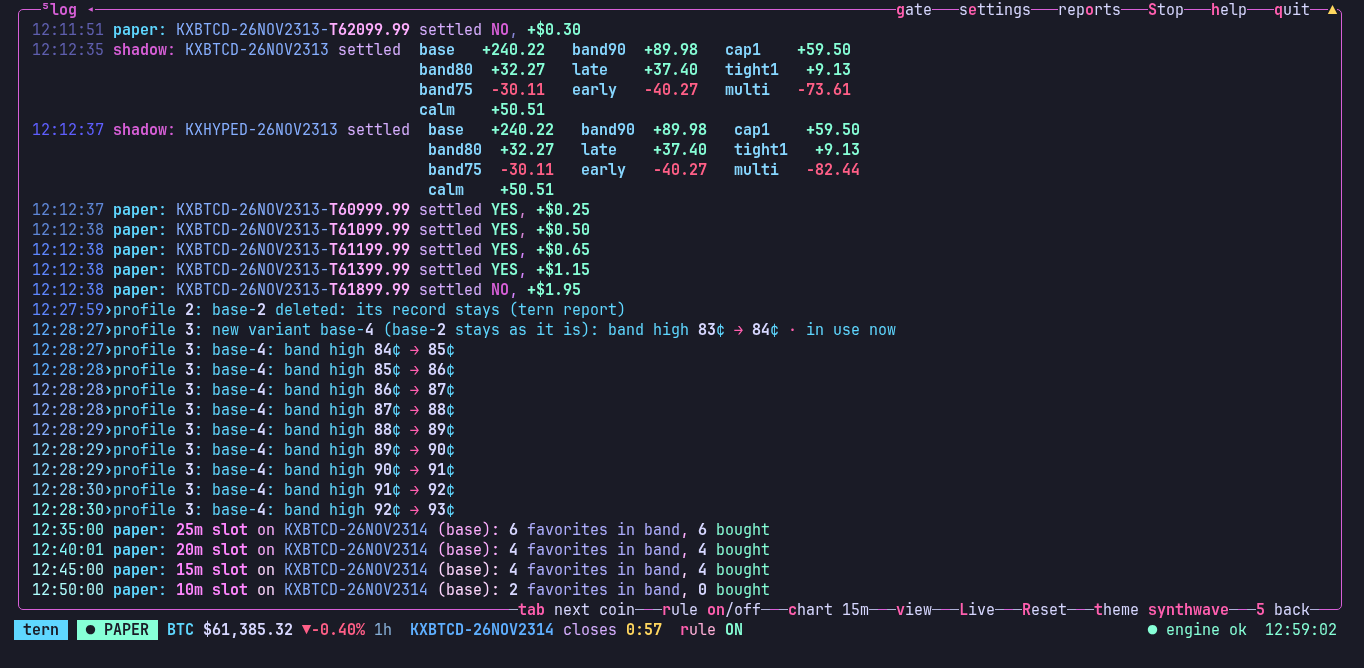 ⁵log ◂ gate settings reports Stop help quit ▲
12:11:51 paper: KXBTCD-26NOV2313-T62099.99 settled NO, +$0.30
12:12:35 shadow: KXBTCD-26NOV2313 settled base +240.22 band90 +89.98 cap1 +59.50
band80 +32.27 late +37.40 tight1 +9.13
band75 -30.11 early -40.27 multi -73.61
calm +50.51
12:12:37 shadow: KXHYPED-26NOV2313 settled base +240.22 band90 +89.98 cap1 +59.50
band80 +32.27 late +37.40 tight1 +9.13
band75 -30.11 early -40.27 multi -82.44
calm +50.51
12:12:37 paper: KXBTCD-26NOV2313-T60999.99 settled YES, +$0.25
12:12:38 paper: KXBTCD-26NOV2313-T61099.99 settled YES, +$0.50
12:12:38 paper: KXBTCD-26NOV2313-T61199.99 settled YES, +$0.65
12:12:38 paper: KXBTCD-26NOV2313-T61399.99 settled YES, +$1.15
12:12:38 paper: KXBTCD-26NOV2313-T61899.99 settled NO, +$1.95
12:27:59›profile 2: base-2 deleted: its record stays (tern report)
12:28:27›profile 3: new variant base-4 (base-2 stays as it is): band high 83¢ → 84¢ · in use now
12:28:27›profile 3: base-4: band high 84¢ → 85¢
12:28:28›profile 3: base-4: band high 85¢ → 86¢
12:28:28›profile 3: base-4: band high 86¢ → 87¢
12:28:28›profile 3: base-4: band high 87¢ → 88¢
12:28:29›profile 3: base-4: band high 88¢ → 89¢
12:28:29›profile 3: base-4: band high 89¢ → 90¢
12:28:29›profile 3: base-4: band high 90¢ → 91¢
12:28:30›profile 3: base-4: band high 91¢ → 92¢
12:28:30›profile 3: base-4: band high 92¢ → 93¢
12:35:00 paper: 25m slot on KXBTCD-26NOV2314 (base): 6 favorites in band, 6 bought
12:40:01 paper: 20m slot on KXBTCD-26NOV2314 (base): 4 favorites in band, 4 bought
12:45:00 paper: 15m slot on KXBTCD-26NOV2314 (base): 4 favorites in band, 4 bought
12:50:00 paper: 10m slot on KXBTCD-26NOV2314 (base): 2 favorites in band, 0 bought
tab next coin rule on/off chart 15m view Live Reset theme synthwave 5 back
tern ● PAPER BTC $61,385.32 ▼-0.40% 1h KXBTCD-26NOV2314 closes 0:57 rule ON ● engine ok 12:59:02